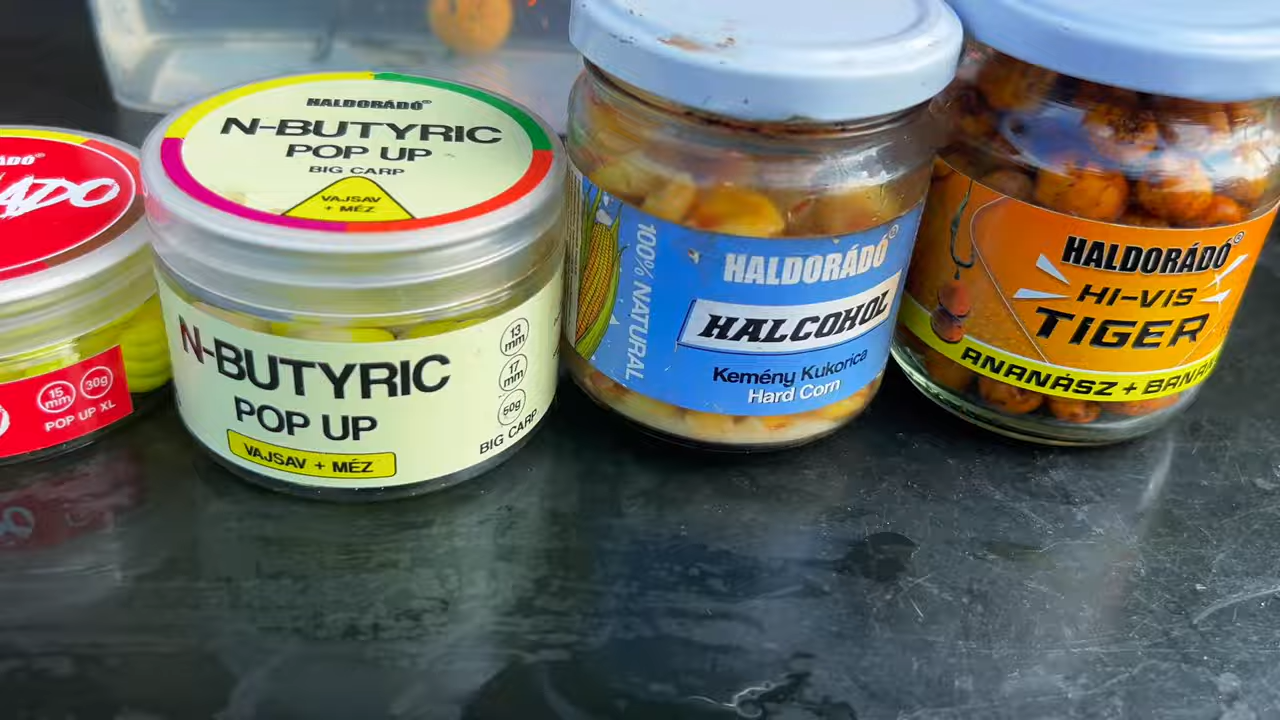 ADO
15 mm
30g
POP UP XL
HALDORÁDÓ®
N-BUTYRIC
POP UP
BIG CARP
VAJSAV
+ MÉZ
N-BUTYRIC
POP UP
VAJSAV + MÉZ
13 mm
17 mm
50g
BIG CARP
100% NATURAL
HALDORÁDÓ®
HALCOHOL
Kemény Kukorica
Hard Corn
HALDORÁDÓ®
HI-VIS
TIGER
ANANÁSZ + BANÁ